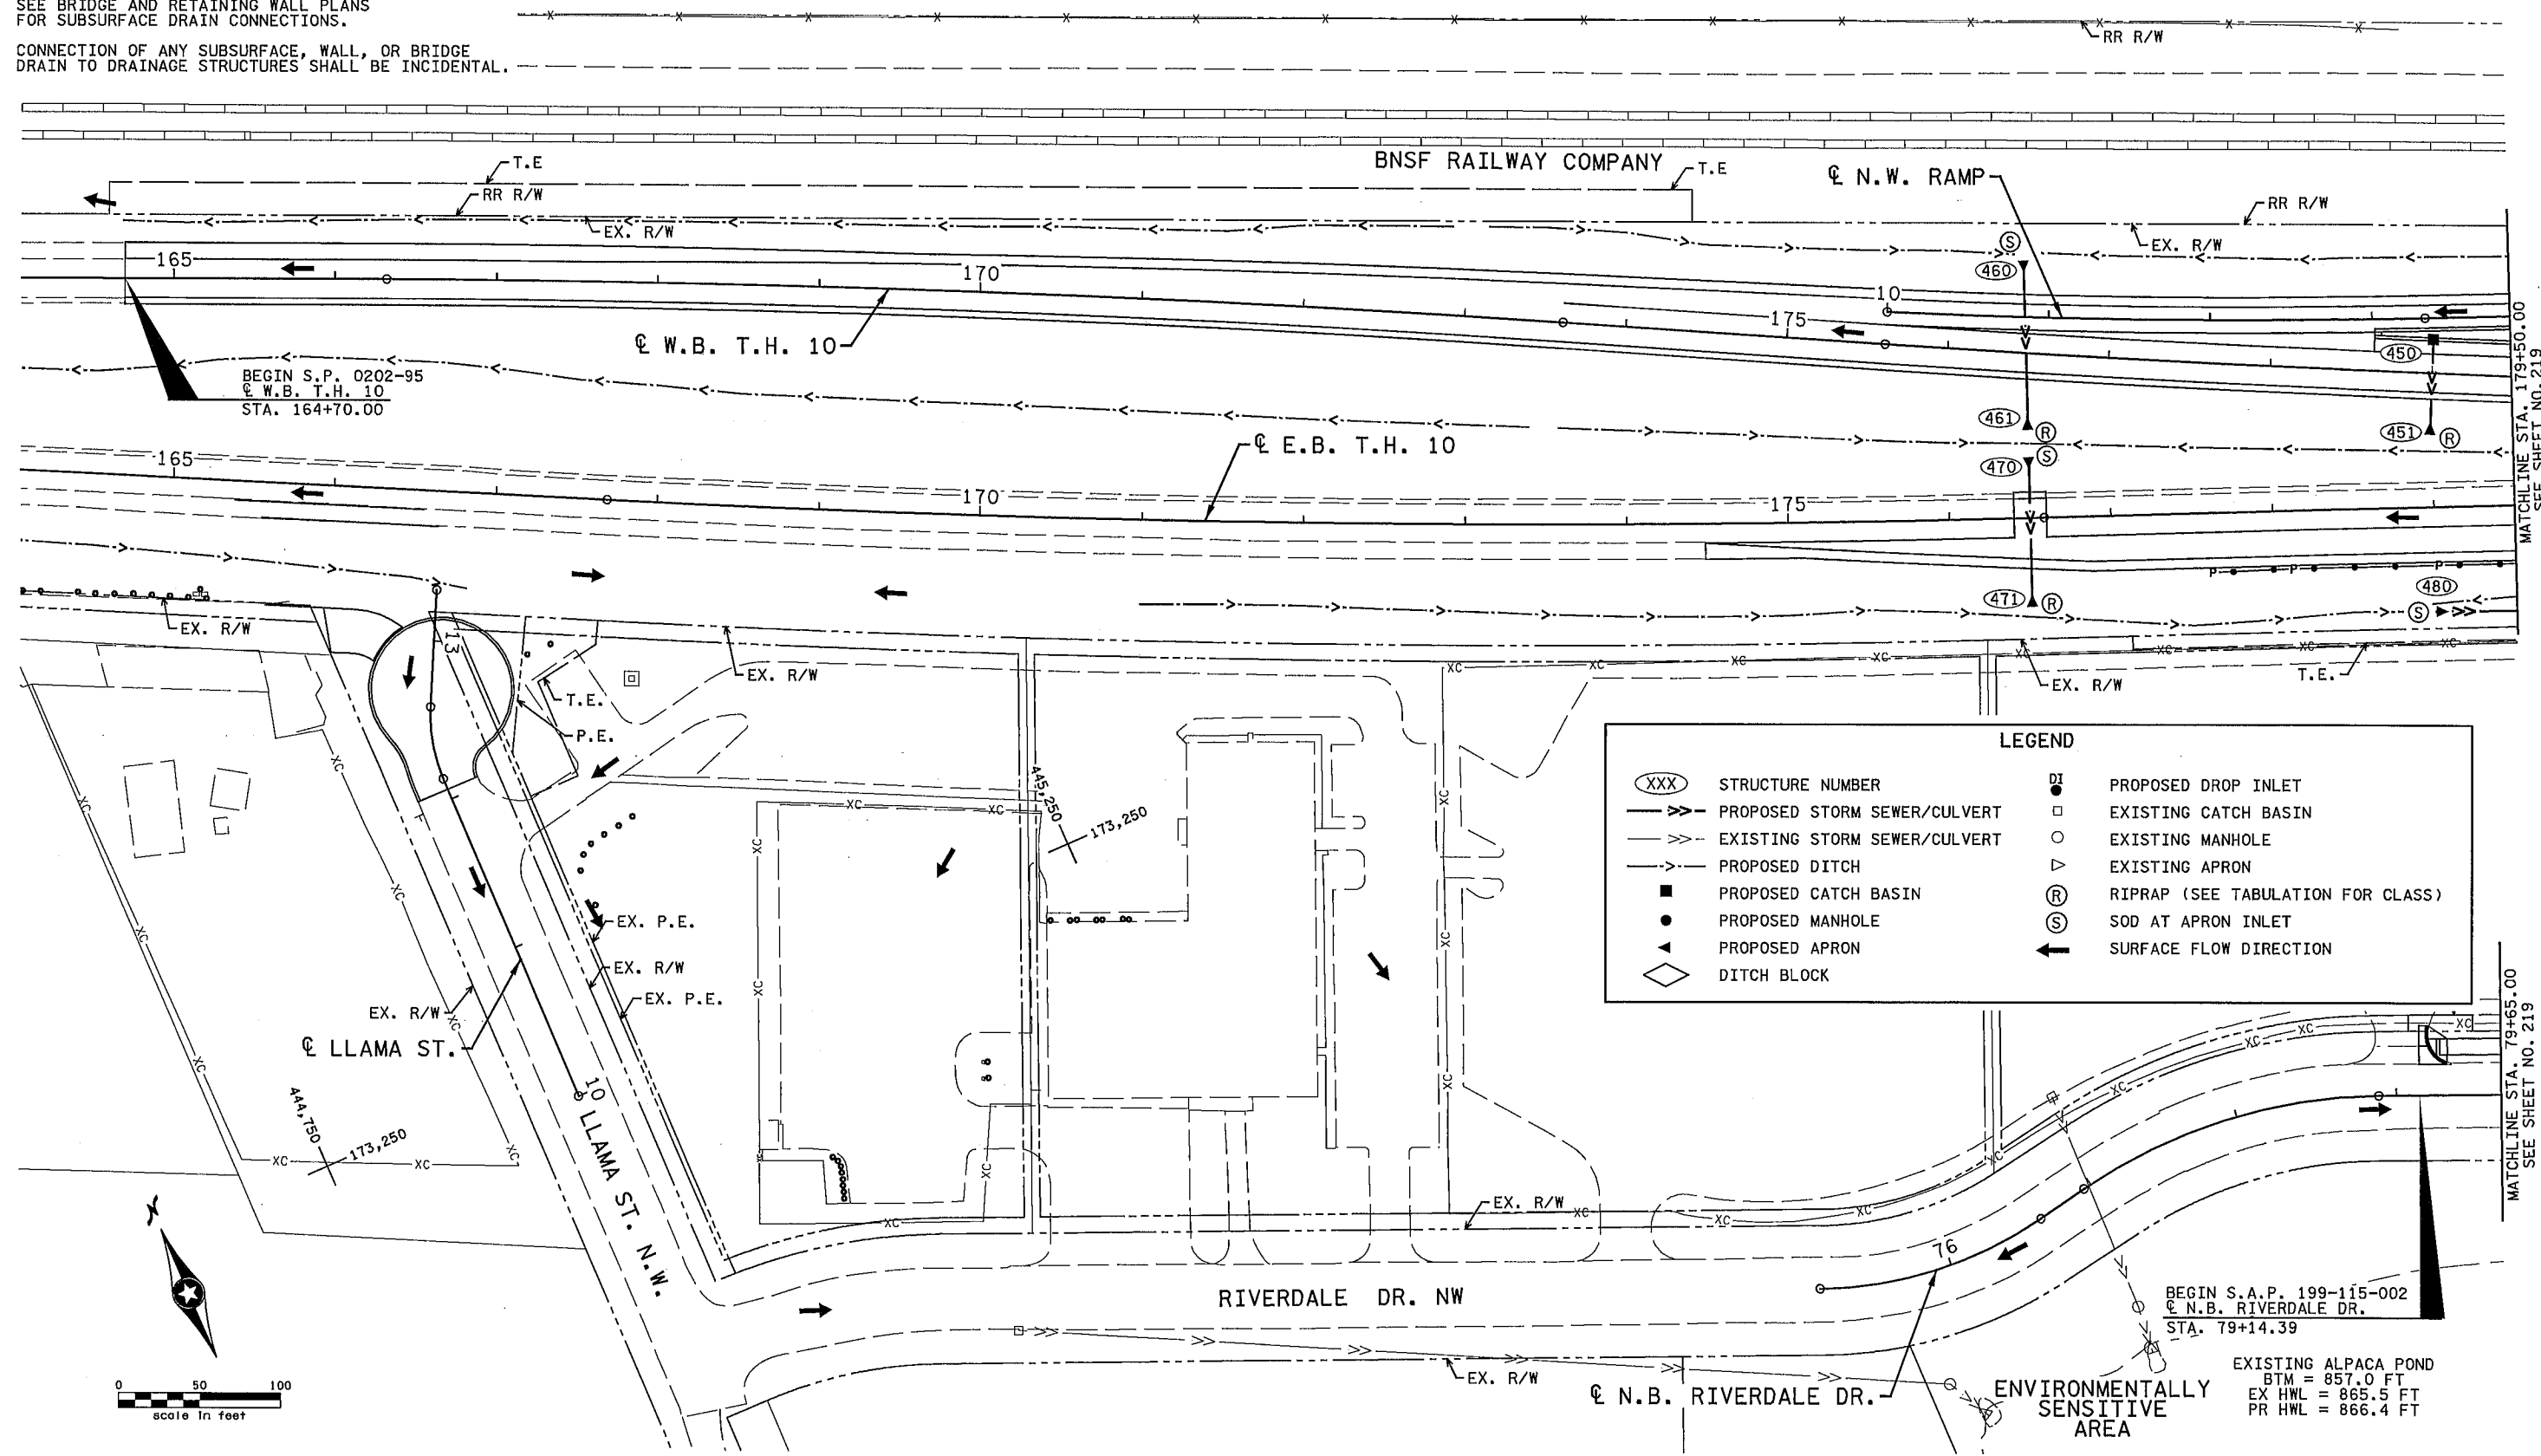 SEE BRIDGE AND RETAINING WALL PLANS
FOR SUBSURFACE DRAIN CONNECTIONS.
CONNECTION OF ANY SUBSURFACE, WALL, OR BRIDGE
DRAIN TO DRAINAGE STRUCTURES SHALL BE INCIDENTAL.
RR R/W
BNSF RAILWAY COMPANY
T.E
T.E
℄ N.W. RAMP
RR R/W
EX. R/W
RR R/W
EX. R/W
S
460
165
170
10
175
℄ W.B. T.H. 10
450
BEGIN S.P. 0202-95
℄ W.B. T.H. 10
STA. 164+70.00
461
R
451
R
MATCHLINE STA. 179+50.00
SEE SHEET NO. 219
℄ E.B. T.H. 10
165
470
S
170
175
P
P
P
480
471
R
S
EX. R/W
13
EX. R/W
EX. R/W
T.E.
T.E.
P.E.
LEGEND
XXX STRUCTURE NUMBER
PROPOSED STORM SEWER/CULVERT
EXISTING STORM SEWER/CULVERT
PROPOSED DITCH
PROPOSED CATCH BASIN
PROPOSED MANHOLE
PROPOSED APRON
DITCH BLOCK
DI PROPOSED DROP INLET
EXISTING CATCH BASIN
EXISTING MANHOLE
EXISTING APRON
R RIPRAP (SEE TABULATION FOR CLASS)
S SOD AT APRON INLET
SURFACE FLOW DIRECTION
445,250
173,250
EX. P.E.
EX. R/W
EX. P.E.
EX. R/W
℄ LLAMA ST.
10
LLAMA ST. N.W.
444,750
173,250
MATCHLINE STA. 79+65.00
SEE SHEET NO. 219
EX. R/W
76
RIVERDALE DR. NW
BEGIN S.A.P. 199-115-002
℄ N.B. RIVERDALE DR.
STA. 79+14.39
EX. R/W
℄ N.B. RIVERDALE DR.
ENVIRONMENTALLY
SENSITIVE
AREA
EXISTING ALPACA POND
BTM = 857.0 FT
EX HWL = 865.5 FT
PR HWL = 866.4 FT
0 50 100
scale in feet